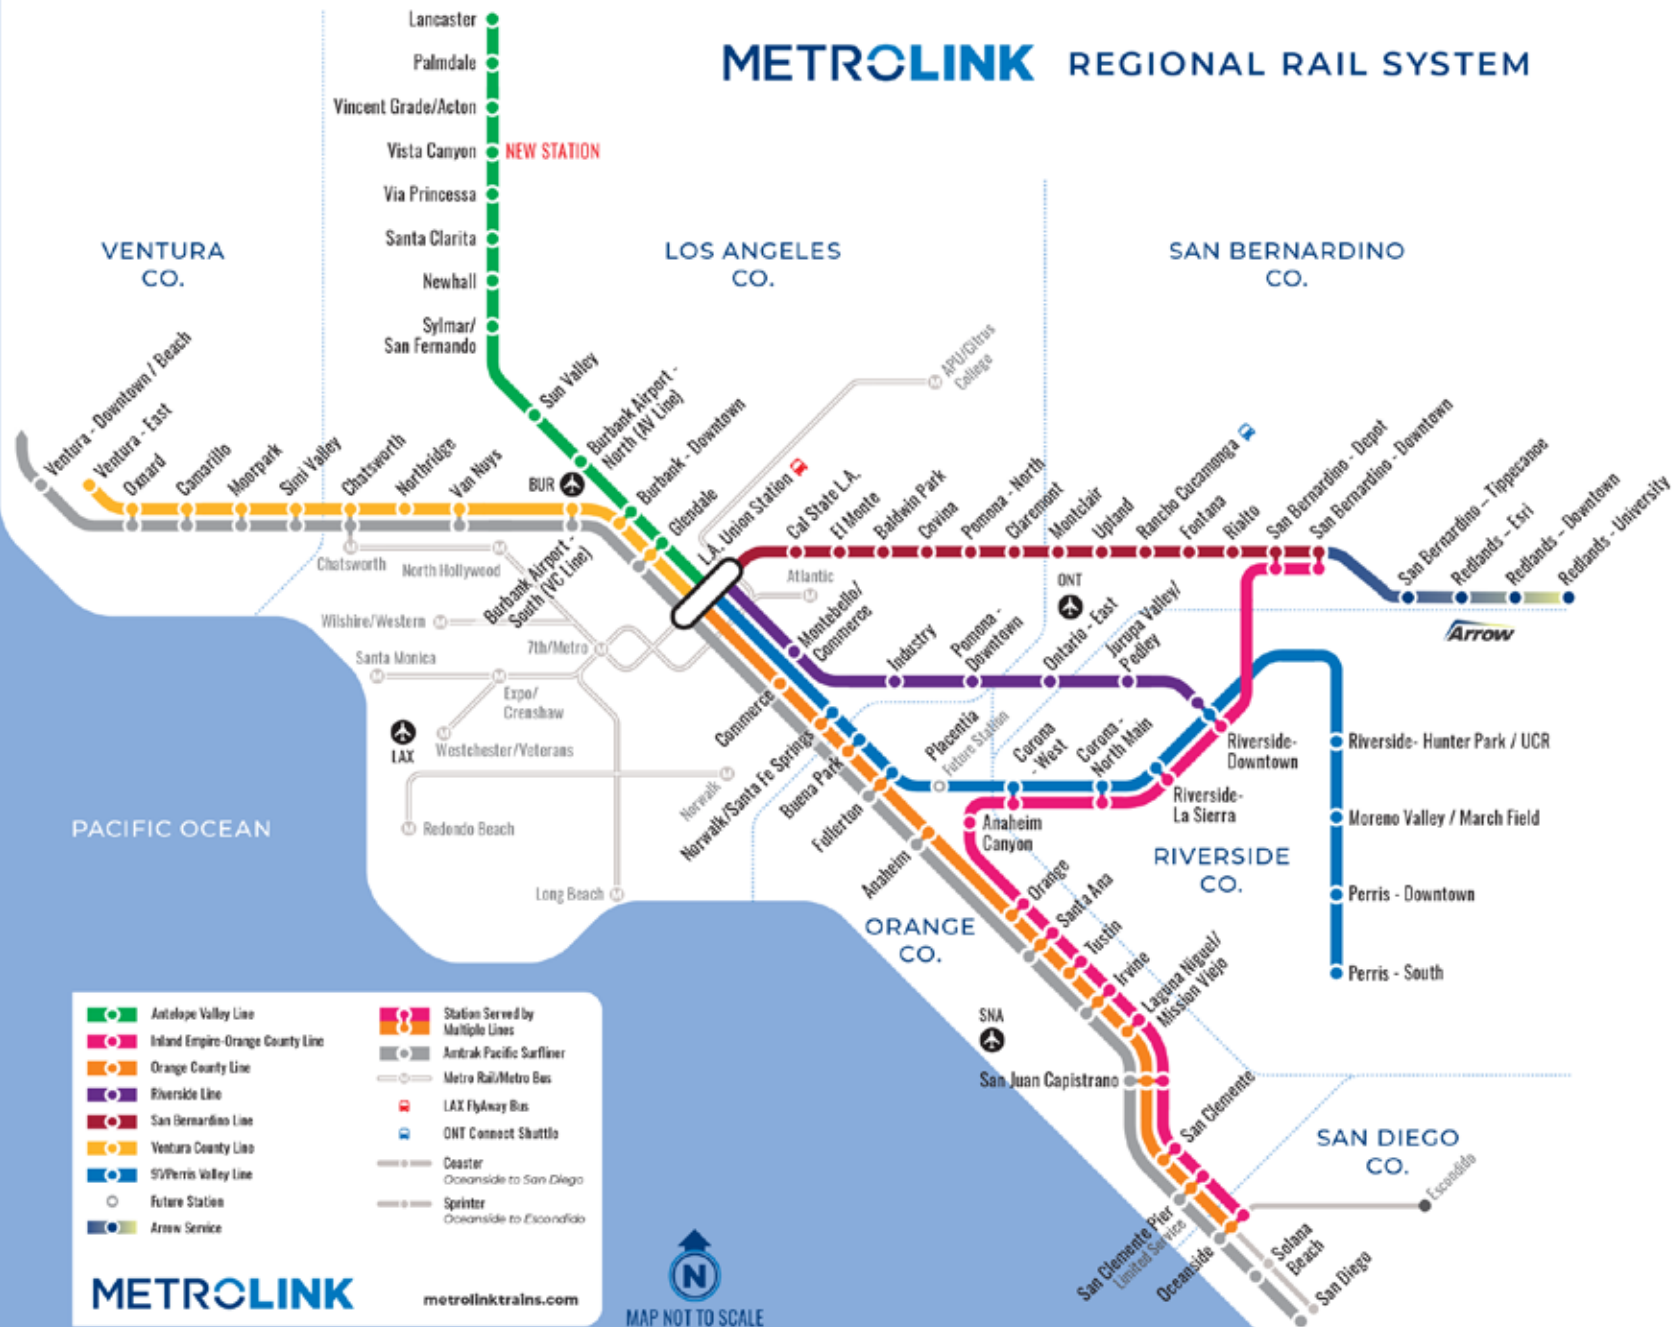 METROLINK REGIONAL RAIL SYSTEM
Lancaster
Palmdale
Vincent Grade/Acton
Vista Canyon
NEW STATION
Via Princessa
Santa Clarita
Newhall
Sylmar/
San Fernando
VENTURA
CO.
LOS ANGELES
CO.
SAN BERNARDINO
CO.
Ventura - Downtown / Beach
Ventura - East
Oxnard
Camarillo
Moorpark
Simi Valley
Chatsworth
Northridge
Van Nuys
Sun Valley
BUR
Burbank Airport -
North (AV Line)
Burbank - Downtown
Glendale
Burbank Airport -
South (VC Line)
L.A. Union Station
APU/Citrus
College
Cal State L.A.
El Monte
Baldwin Park
Covina
Pomona - North
Claremont
Montclair
Upland
Rancho Cucamonga
Fontana
Rialto
San Bernardino - Depot
San Bernardino - Downtown
San Bernardino - Tippecanoe
Redlands - Esri
Redlands - Downtown
Redlands - University
Arrow
ONT
Chatsworth
North Hollywood
Wilshire/Western
7th/Metro
Santa Monica
Expo/
Crenshaw
Westchester/Veterans
LAX
Redondo Beach
Norwalk
Long Beach
Atlantic
Montebello/
Commerce
Industry
Pomona -
Downtown
Ontario - East
Jurupa Valley/
Pedley
Commerce
Norwalk/Santa Fe Springs
Buena Park
Fullerton
Anaheim
Placentia
Future Station
Corona
- West
Corona -
North Main
Riverside-
Downtown
Riverside-
La Sierra
Anaheim
Canyon
Riverside- Hunter Park / UCR
Moreno Valley / March Field
Perris - Downtown
Perris - South
RIVERSIDE
CO.
ORANGE
CO.
Orange
Santa Ana
Tustin
Irvine
Laguna Niguel/
Mission Viejo
SNA
San Juan Capistrano
San Clemente
San Clemente Pier
Limited Service
Oceanside
SAN DIEGO
CO.
Escondido
Solana
Beach
San Diego
PACIFIC OCEAN
Antelope Valley Line
Inland Empire-Orange County Line
Orange County Line
Riverside Line
San Bernardino Line
Ventura County Line
91/Perris Valley Line
Future Station
Arrow Service
Station Served by
Multiple Lines
Amtrak Pacific Surfliner
Metro Rail/Metro Bus
LAX FlyAway Bus
ONT Connect Shuttle
Coaster
Oceanside to San Diego
Sprinter
Oceanside to Escondido
METROLINK
metrolinktrains.com
N
MAP NOT TO SCALE